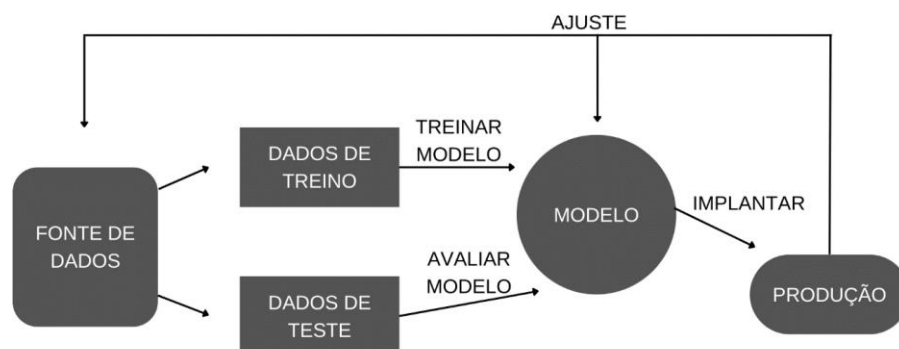 AJUSTE
FONTE DE
DADOS
DADOS DE
TREINO
TREINAR
MODELO
DADOS DE
TESTE
AVALIAR
MODELO
MODELO
IMPLANTAR
PRODUÇÃO